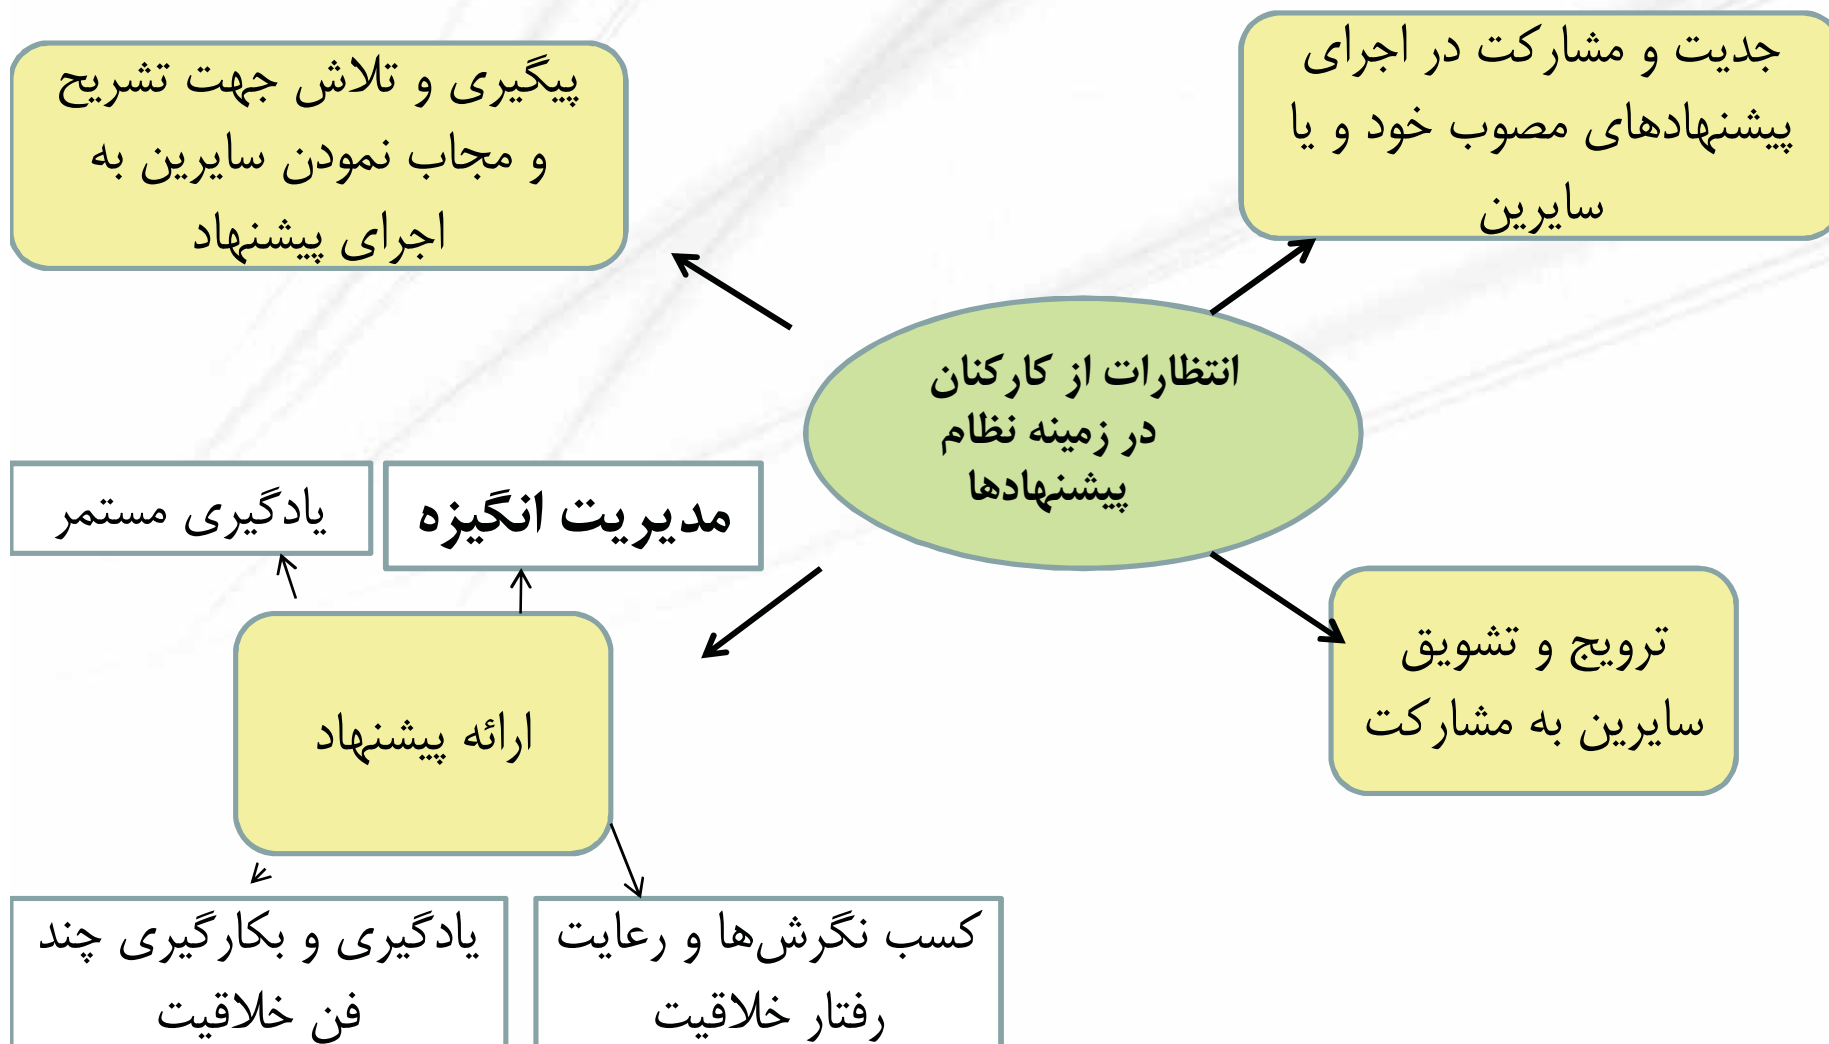 جدیت و مشارکت در اجرای
پیشنهادهای مصوب خود و یا
سایرین
پیگیری و تلاش جهت تشریح
و مجاب نمودن سایرین به
اجرای پیشنهاد
انتظارات از کارکنان
در زمینه نظام
پیشنهادها
مدیریت انگیزه
یادگیری مستمر
ترویج و تشویق
سایرین به مشارکت
ارائه پیشنهاد
کسب نگرش‌ها و رعایت
رفتار خلاقیت
یادگیری و بکارگیری چند
فن خلاقیت